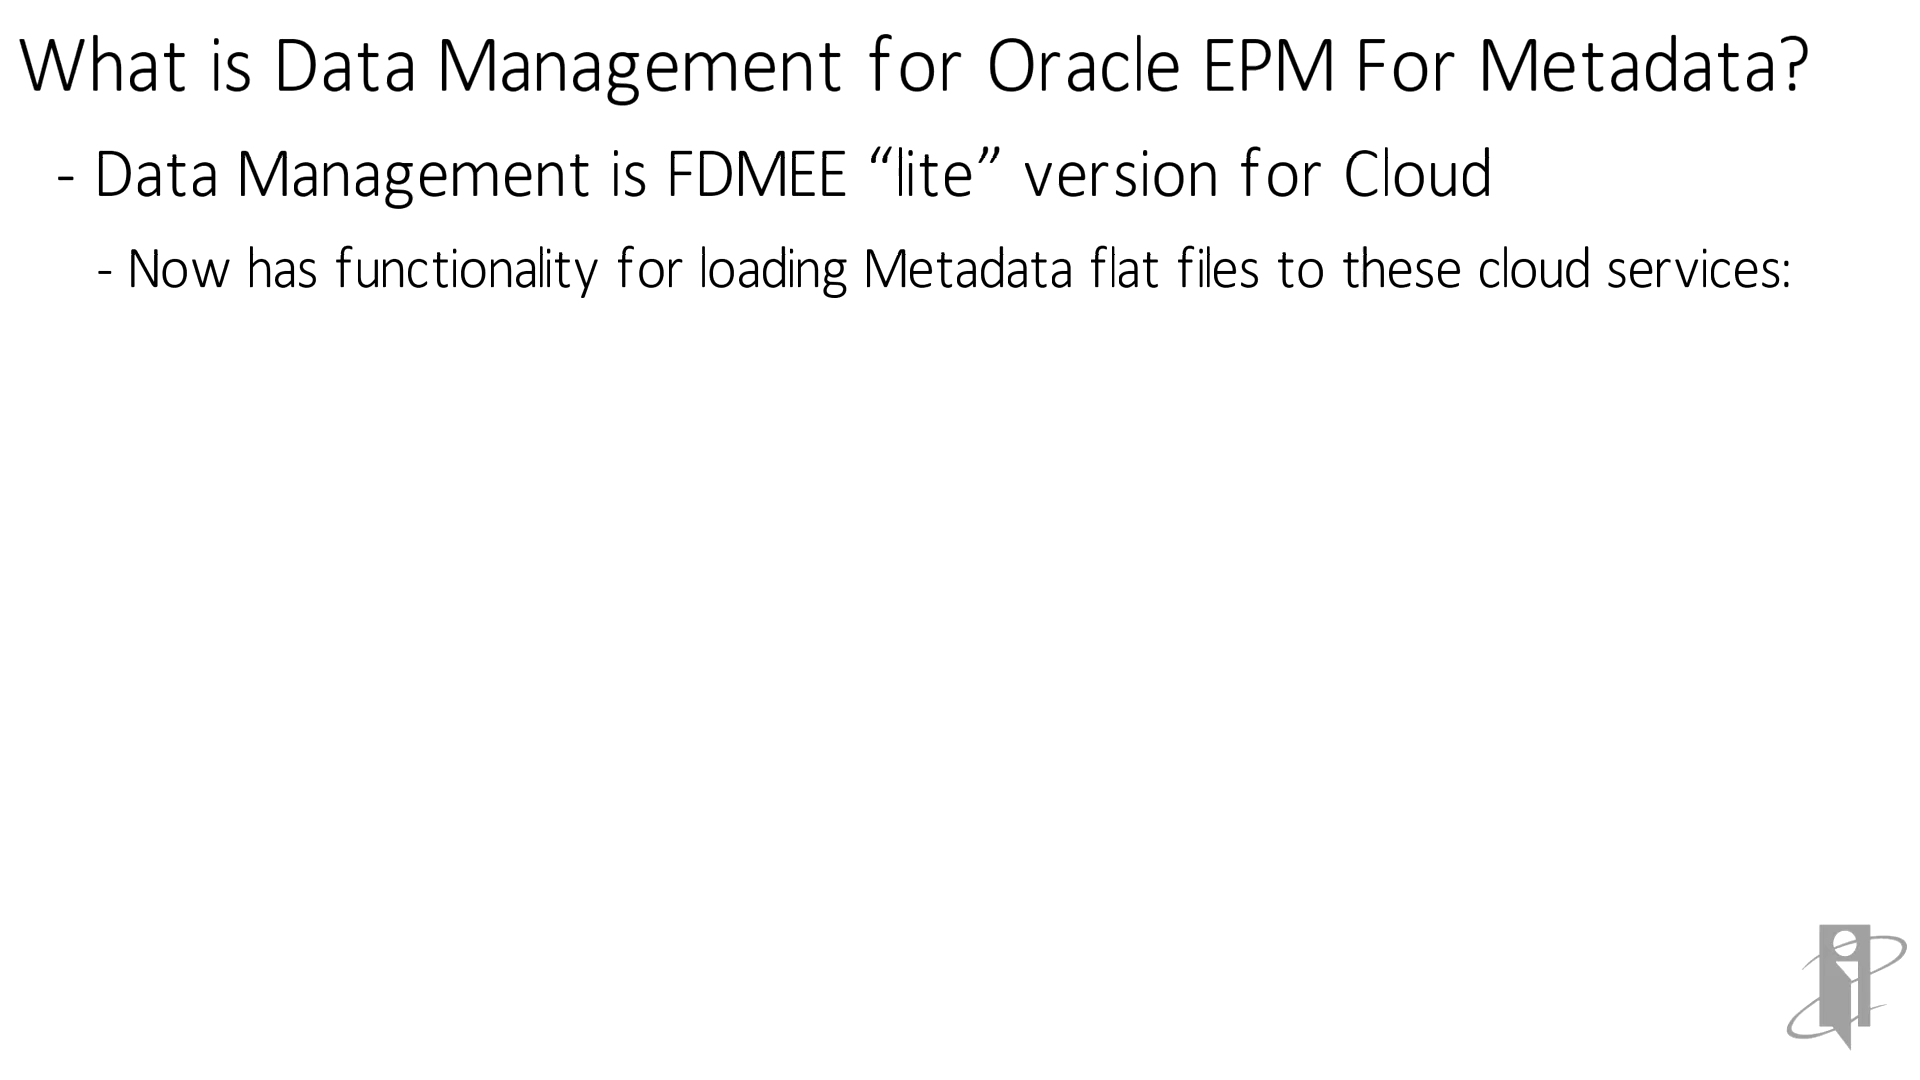 What is Data Management for Oracle EPM For Metadata?
- Data Management is FDMEE “lite” version for Cloud
- Now has functionality for loading Metadata flat files to these cloud services: